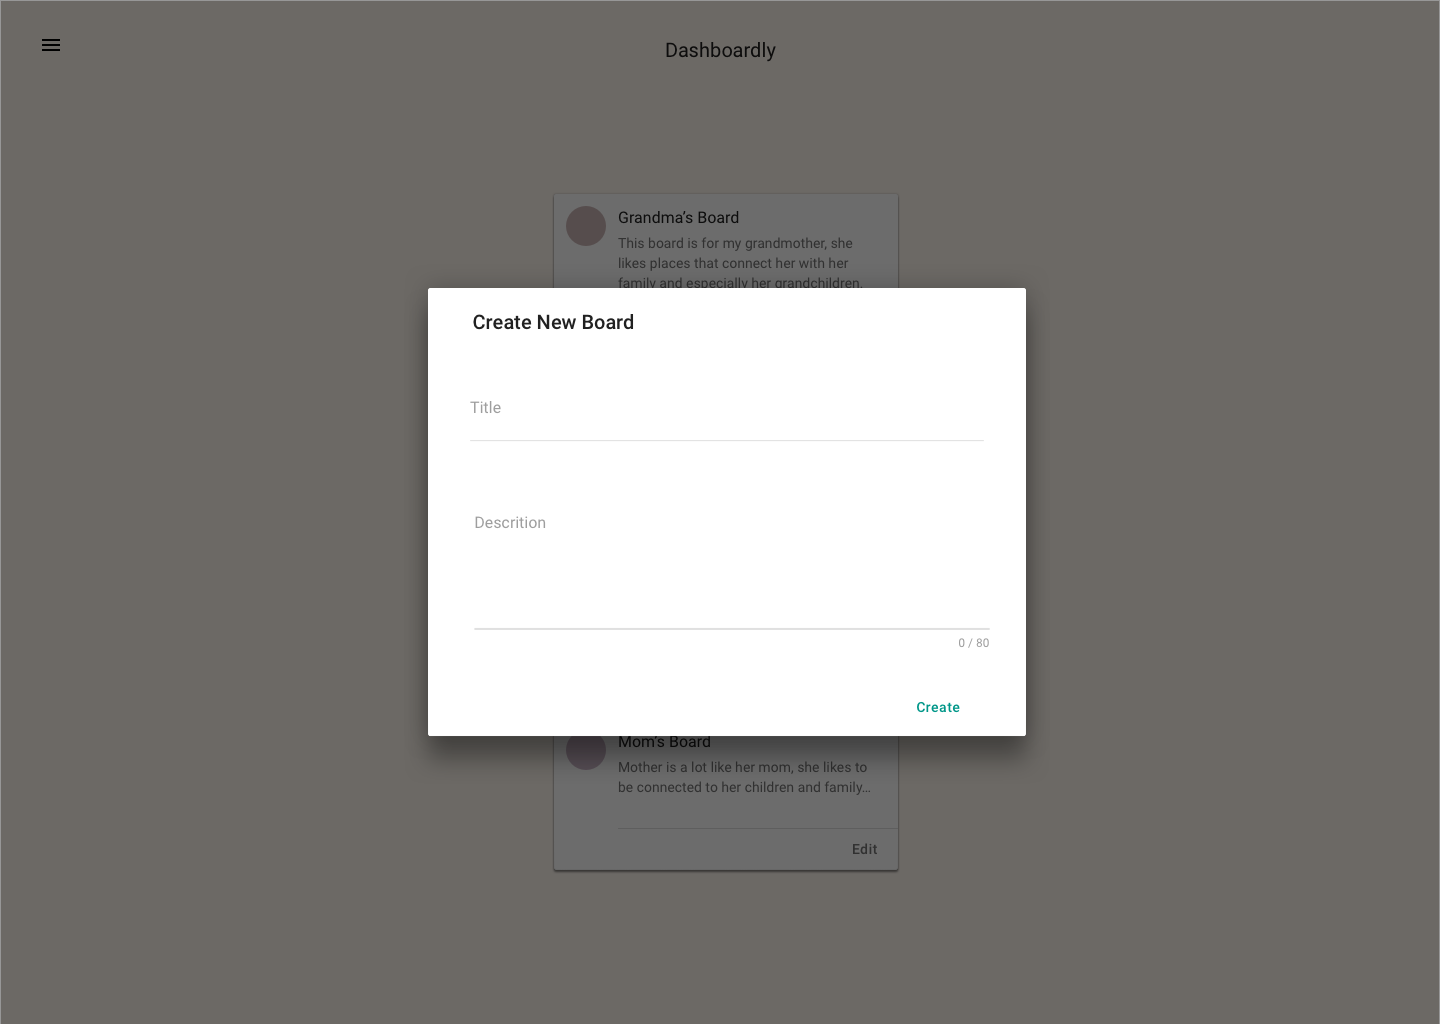 Dashboardly
Grandma's Board
This board is for my grandmother, she
likes places that connect her with her
family and especially her grandchildren.
Create New Board
Title
Descrition
0 / 80
Create
Mom's Board
Mother is a lot like her mom, she likes to
be connected to her children and family...
Edit